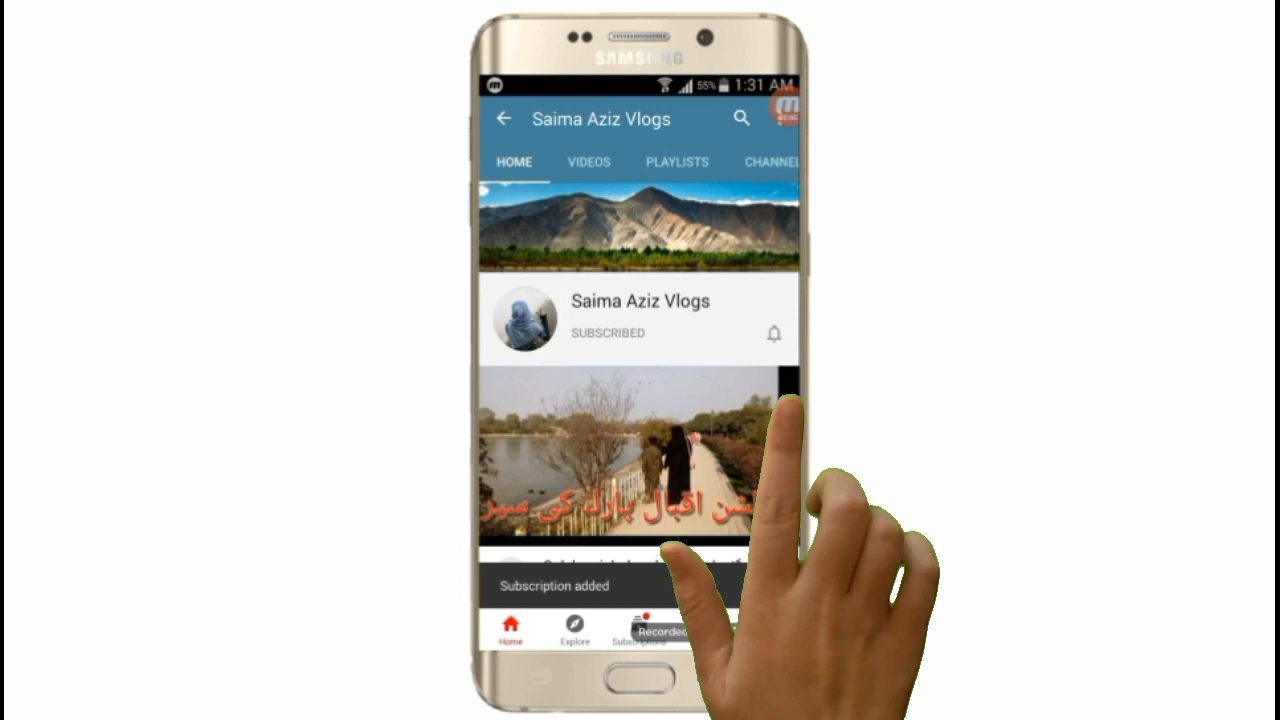 SAMSUNG
55% 1:31 AM
Saima Aziz Vlogs
HOME VIDEOS PLAYLISTS CHANNEL
Saima Aziz Vlogs
SUBSCRIBED
اقبال پارک کی سیر
Subscription added
Home Explore Subscriptions
Recorded